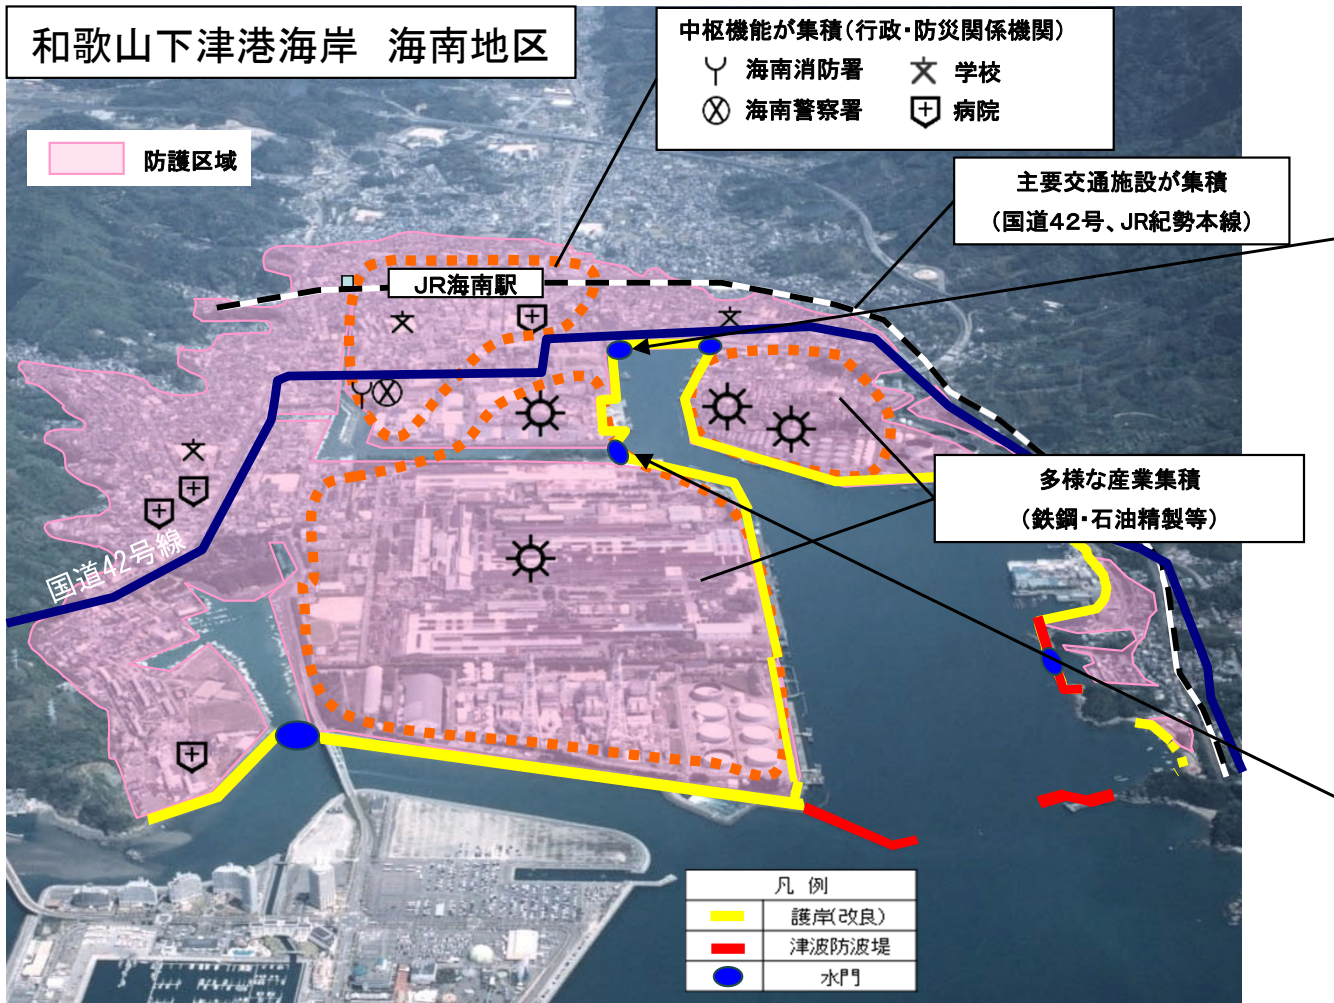 和歌山下津港海岸　海南地区
中枢機能が集積(行政・防災関係機関)
海南消防署
学校
海南警察署
病院
防護区域
主要交通施設が集積
(国道42号、JR紀勢本線)
JR海南駅
多様な産業集積
(鉄鋼・石油精製等)
国道42号線
凡 例
護岸(改良)
津波防波堤
水門